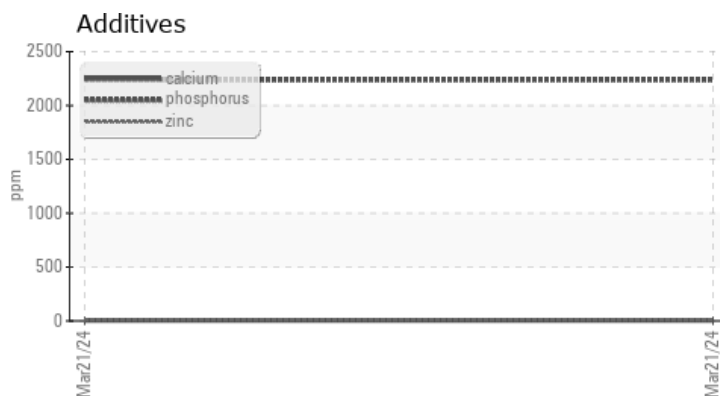 Additives
2500
2000
1500
1000
500
0
ppm
calcium
phosphorus
zinc
Mar21/24
Mar21/24